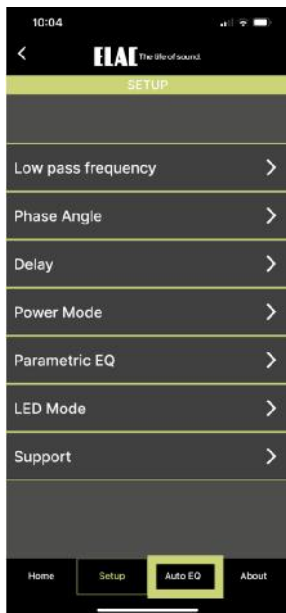 10:04
ELAC The life of sound.
SETUP
Low pass frequency
Phase Angle
Delay
Power Mode
Parametric EQ
LED Mode
Support
Home Setup Auto EQ About